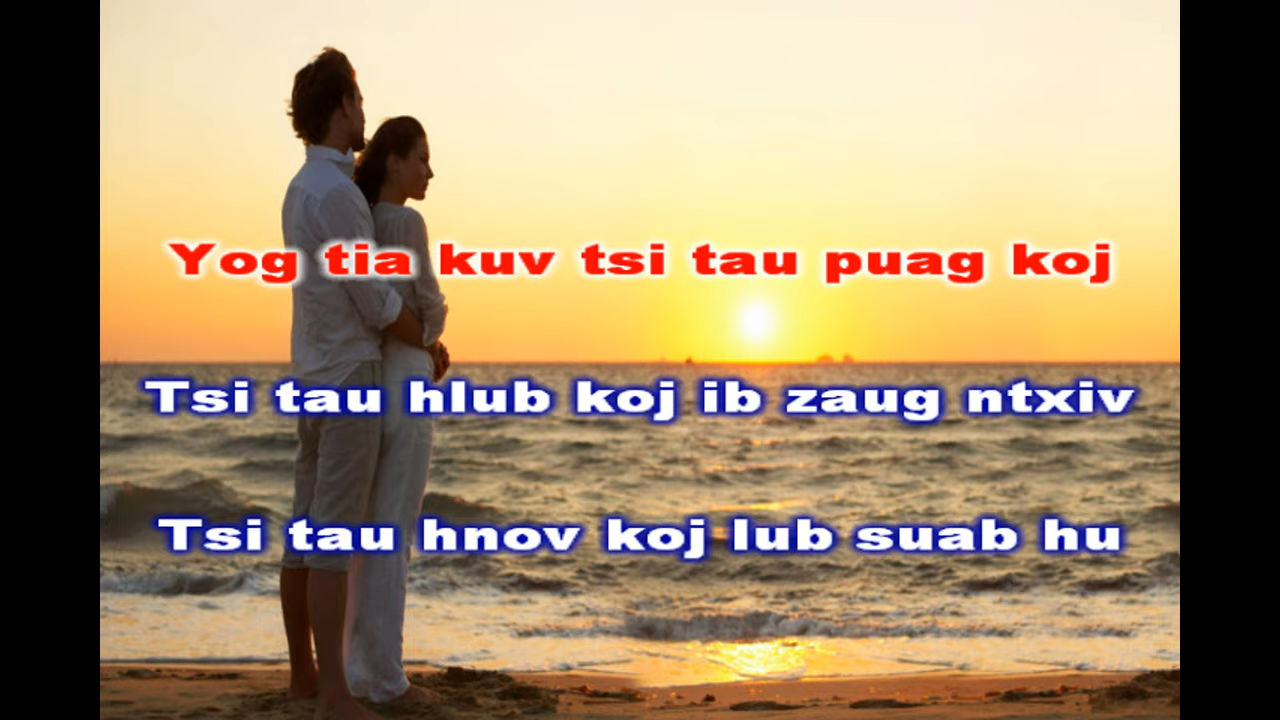 Yog tia kuv tsi tau puag koj
Tsi tau hlub koj ib zaug ntxiv
Tsi tau hnov koj lub suab hu